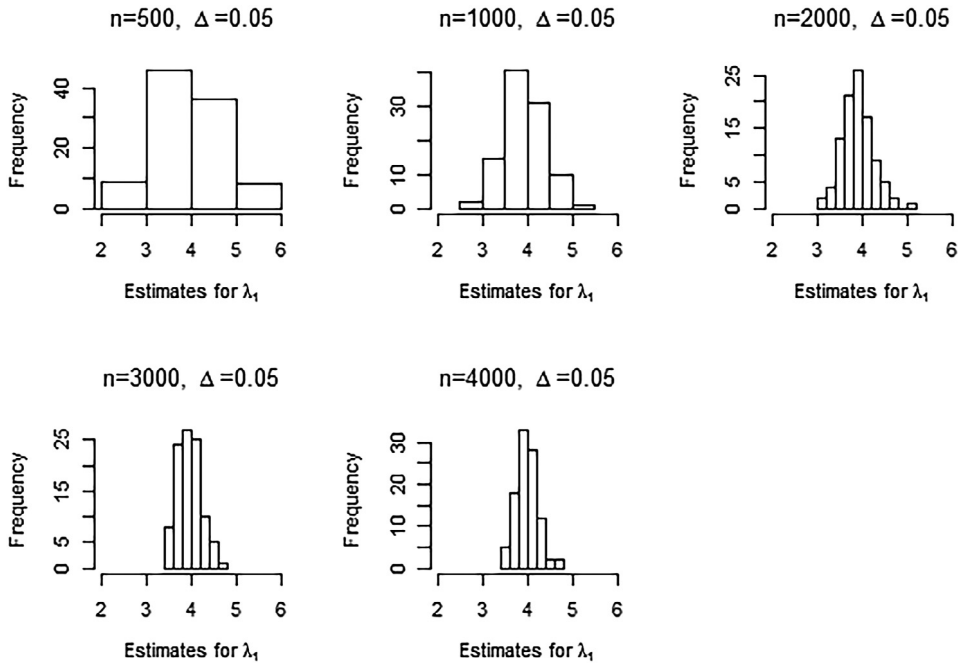 n=500, Δ=0.05
Frequency
40
20
0
2 3 4 5 6
Estimates for λ₁
n=1000, Δ=0.05
Frequency
30
10
0
2 3 4 5 6
Estimates for λ₁
n=2000, Δ=0.05
Frequency
25
15
5
0
2 3 4 5 6
Estimates for λ₁
n=3000, Δ=0.05
Frequency
25
15
5
0
2 3 4 5 6
Estimates for λ₁
n=4000, Δ=0.05
Frequency
30
20
10
0
2 3 4 5 6
Estimates for λ₁